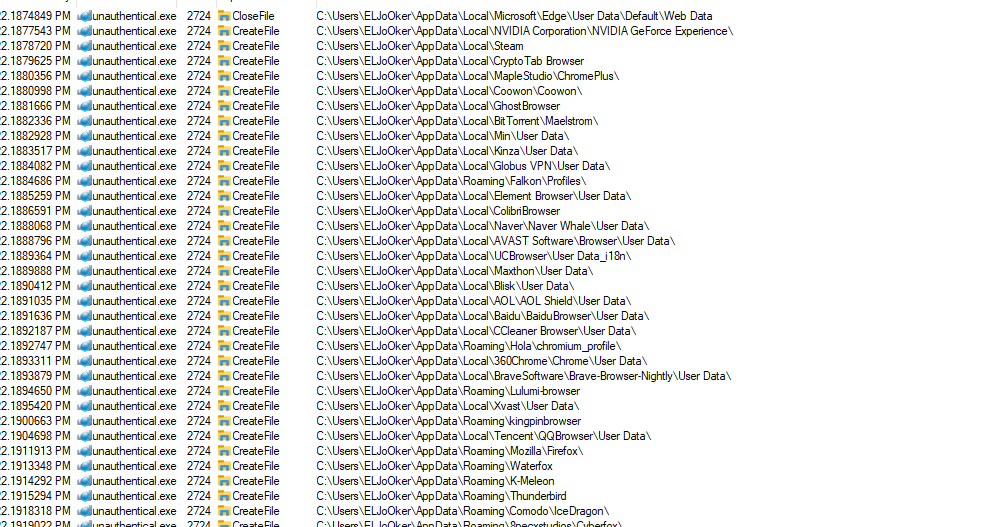 2.1874849 PM unauthentical.exe 2724 CloseFile C:\Users\ELJoOker\AppData\Local\Microsoft\Edge\User Data\Default\Web Data
2.1877543 PM unauthentical.exe 2724 CreateFile C:\Users\ELJoOker\AppData\Local\NVIDIA Corporation\NVIDIA GeForce Experience\
2.1878720 PM unauthentical.exe 2724 CreateFile C:\Users\ELJoOker\AppData\Local\Steam
2.1879625 PM unauthentical.exe 2724 CreateFile C:\Users\ELJoOker\AppData\Local\CryptoTab Browser
2.1880356 PM unauthentical.exe 2724 CreateFile C:\Users\ELJoOker\AppData\Local\MapleStudio\ChromePlus\
2.1880998 PM unauthentical.exe 2724 CreateFile C:\Users\ELJoOker\AppData\Local\Coowon\Coowon\
2.1881666 PM unauthentical.exe 2724 CreateFile C:\Users\ELJoOker\AppData\Local\GhostBrowser
2.1882336 PM unauthentical.exe 2724 CreateFile C:\Users\ELJoOker\AppData\Local\BitTorrent\Maelstrom\
2.1882928 PM unauthentical.exe 2724 CreateFile C:\Users\ELJoOker\AppData\Local\Min\User Data\
2.1883517 PM unauthentical.exe 2724 CreateFile C:\Users\ELJoOker\AppData\Local\Kinza\User Data\
2.1884082 PM unauthentical.exe 2724 CreateFile C:\Users\ELJoOker\AppData\Local\Globus VPN\User Data\
2.1884686 PM unauthentical.exe 2724 CreateFile C:\Users\ELJoOker\AppData\Roaming\Falkon\Profiles\
2.1885259 PM unauthentical.exe 2724 CreateFile C:\Users\ELJoOker\AppData\Local\Element Browser\User Data\
2.1886591 PM unauthentical.exe 2724 CreateFile C:\Users\ELJoOker\AppData\Local\ColibriBrowser
2.1888068 PM unauthentical.exe 2724 CreateFile C:\Users\ELJoOker\AppData\Local\Naver\Naver Whale\User Data\
2.1888796 PM unauthentical.exe 2724 CreateFile C:\Users\ELJoOker\AppData\Local\AVAST Software\Browser\User Data\
2.1889364 PM unauthentical.exe 2724 CreateFile C:\Users\ELJoOker\AppData\Local\UCBrowser\User Data_i18n\
2.1889888 PM unauthentical.exe 2724 CreateFile C:\Users\ELJoOker\AppData\Local\Maxthon\User Data\
2.1890412 PM unauthentical.exe 2724 CreateFile C:\Users\ELJoOker\AppData\Local\Blisk\User Data\
2.1891035 PM unauthentical.exe 2724 CreateFile C:\Users\ELJoOker\AppData\Local\AOL\AOL Shield\User Data\
2.1891636 PM unauthentical.exe 2724 CreateFile C:\Users\ELJoOker\AppData\Local\Baidu\BaiduBrowser\User Data\
2.1892187 PM unauthentical.exe 2724 CreateFile C:\Users\ELJoOker\AppData\Local\CCleaner Browser\User Data\
2.1892747 PM unauthentical.exe 2724 CreateFile C:\Users\ELJoOker\AppData\Roaming\Hola\chromium_profile\
2.1893311 PM unauthentical.exe 2724 CreateFile C:\Users\ELJoOker\AppData\Local\360Chrome\Chrome\User Data\
2.1893879 PM unauthentical.exe 2724 CreateFile C:\Users\ELJoOker\AppData\Local\BraveSoftware\Brave-Browser-Nightly\User Data\
2.1894650 PM unauthentical.exe 2724 CreateFile C:\Users\ELJoOker\AppData\Roaming\Lulumi-browser
2.1895420 PM unauthentical.exe 2724 CreateFile C:\Users\ELJoOker\AppData\Local\Xvast\User Data\
2.1900663 PM unauthentical.exe 2724 CreateFile C:\Users\ELJoOker\AppData\Roaming\kingpinbrowser
2.1904698 PM unauthentical.exe 2724 CreateFile C:\Users\ELJoOker\AppData\Local\Tencent\QQBrowser\User Data\
2.1911913 PM unauthentical.exe 2724 CreateFile C:\Users\ELJoOker\AppData\Roaming\Mozilla\Firefox\
2.1913348 PM unauthentical.exe 2724 CreateFile C:\Users\ELJoOker\AppData\Roaming\Waterfox
2.1914292 PM unauthentical.exe 2724 CreateFile C:\Users\ELJoOker\AppData\Roaming\K-Meleon
2.1915294 PM unauthentical.exe 2724 CreateFile C:\Users\ELJoOker\AppData\Roaming\Thunderbird
2.1918318 PM unauthentical.exe 2724 CreateFile C:\Users\ELJoOker\AppData\Roaming\Comodo\IceDragon\
2.1919022 PM unauthentical.exe 2724 CreateFile C:\Users\ELJoOker\AppData\Roaming\8pecxstudios\Cyberfox\